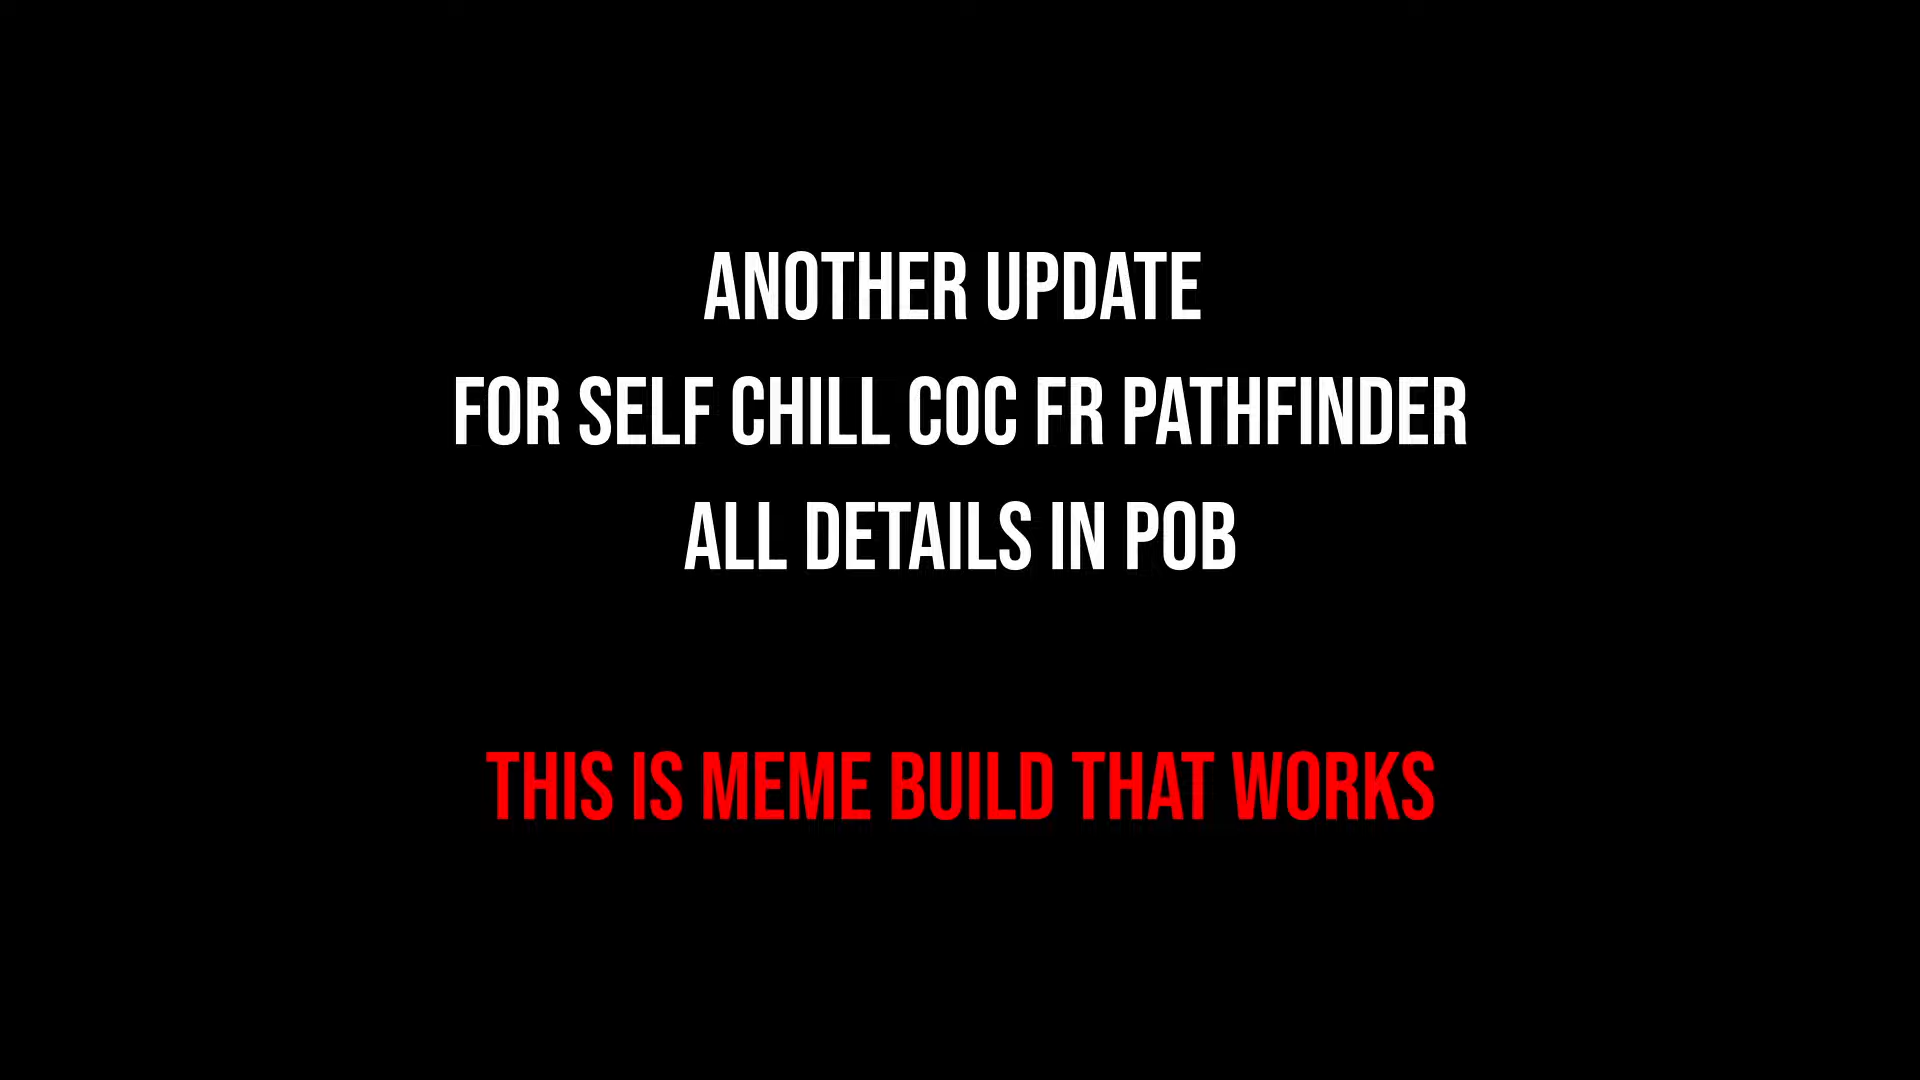 ANOTHER UPDATE
FOR SELF CHILL COC FR PATHFINDER
ALL DETAILS IN POB
THIS IS MEME BUILD THAT WORKS